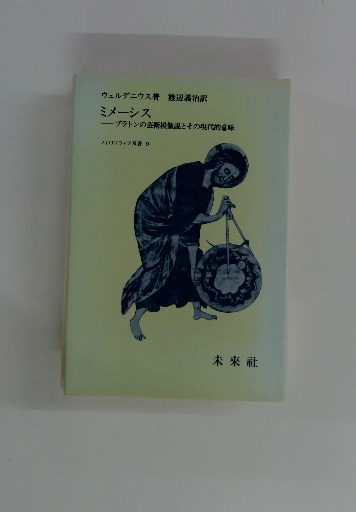 ウェルデニウス著 渡辺義治訳
ミメーシス
——プラトンの芸術模倣説とその現代的意味
フィロソフィア双書 9
未来社